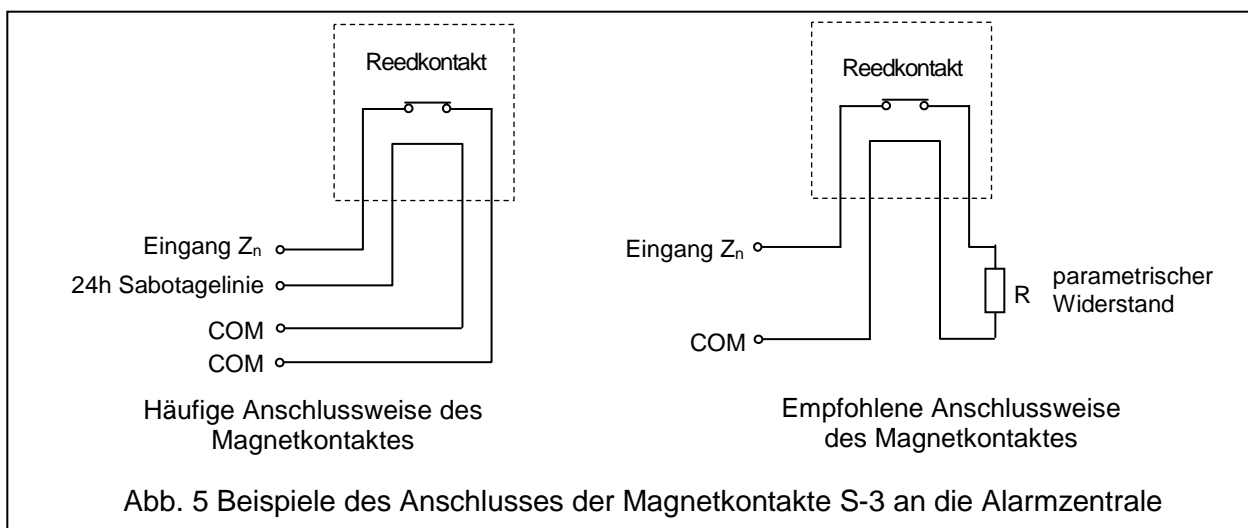 Reedkontakt
Eingang Zn
24h Sabotagelinie
COM
COM
Häufige Anschlussweise des
Magnetkontaktes
Reedkontakt
Eingang Zn
COM
R
parametrischer
Widerstand
Empfohlene Anschlussweise
des Magnetkontaktes
Abb. 5 Beispiele des Anschlusses der Magnetkontakte S-3 an die Alarmzentrale